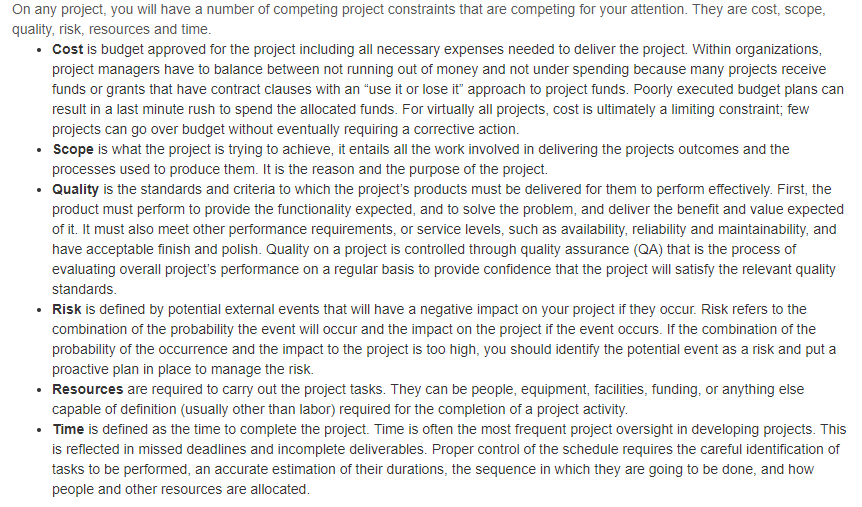 On any project, you will have a number of competing project constraints that are competing for your attention. They are cost, scope,
quality, risk, resources and time.
• Cost is budget approved for the project including all necessary expenses needed to deliver the project. Within organizations,
project managers have to balance between not running out of money and not under spending because many projects receive
funds or grants that have contract clauses with an “use it or lose it” approach to project funds. Poorly executed budget plans can
result in a last minute rush to spend the allocated funds. For virtually all projects, cost is ultimately a limiting constraint; few
projects can go over budget without eventually requiring a corrective action.
• Scope is what the project is trying to achieve, it entails all the work involved in delivering the projects outcomes and the
processes used to produce them. It is the reason and the purpose of the project.
• Quality is the standards and criteria to which the project’s products must be delivered for them to perform effectively. First, the
product must perform to provide the functionality expected, and to solve the problem, and deliver the benefit and value expected
of it. It must also meet other performance requirements, or service levels, such as availability, reliability and maintainability, and
have acceptable finish and polish. Quality on a project is controlled through quality assurance (QA) that is the process of
evaluating overall project’s performance on a regular basis to provide confidence that the project will satisfy the relevant quality
standards.
• Risk is defined by potential external events that will have a negative impact on your project if they occur. Risk refers to the
combination of the probability the event will occur and the impact on the project if the event occurs. If the combination of the
probability of the occurrence and the impact to the project is too high, you should identify the potential event as a risk and put a
proactive plan in place to manage the risk.
• Resources are required to carry out the project tasks. They can be people, equipment, facilities, funding, or anything else
capable of definition (usually other than labor) required for the completion of a project activity.
• Time is defined as the time to complete the project. Time is often the most frequent project oversight in developing projects. This
is reflected in missed deadlines and incomplete deliverables. Proper control of the schedule requires the careful identification of
tasks to be performed, an accurate estimation of their durations, the sequence in which they are going to be done, and how
people and other resources are allocated.